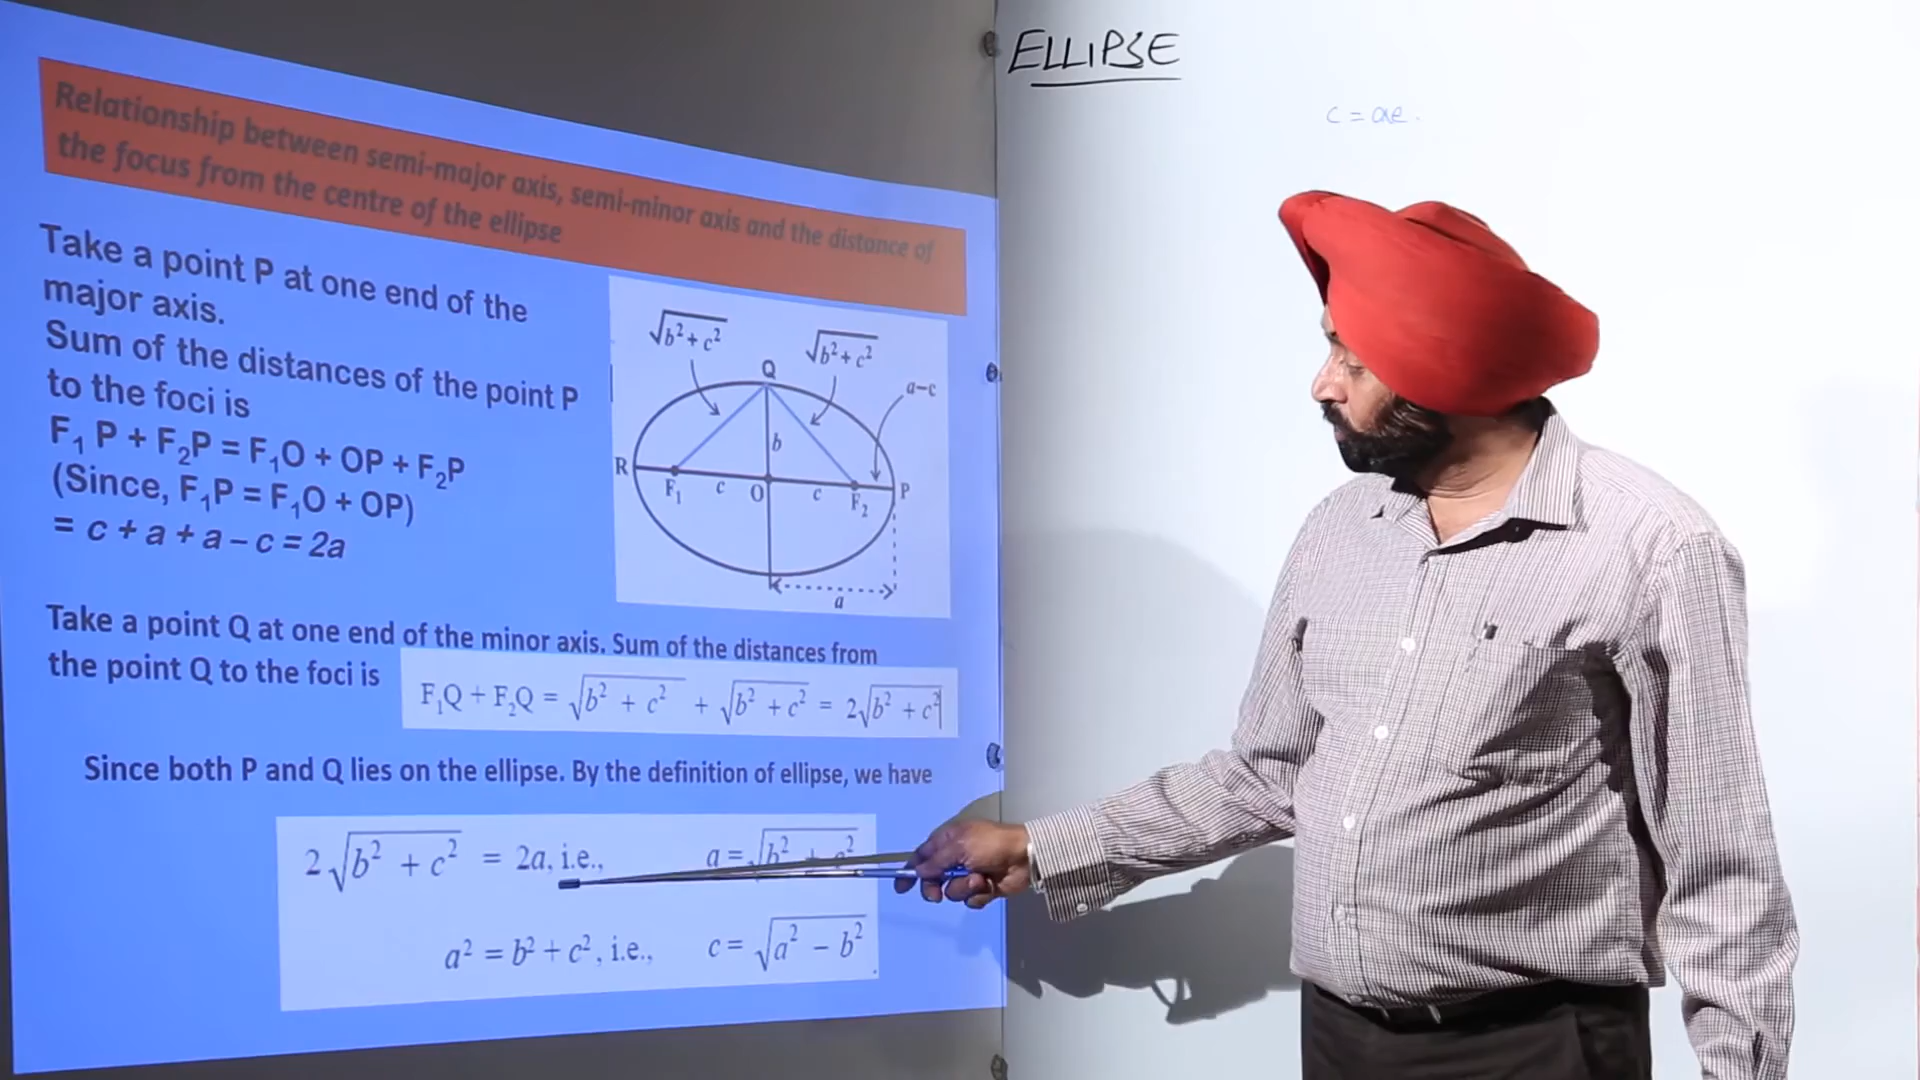 Relationship between semi-major axis, semi-minor axis and the distance of
the focus from the centre of the ellipse
Take a point P at one end of the
major axis.
Sum of the distances of the point P
to the foci is
F₁ P + F₂P = F₁O + OP + F₂P
(Since, F₁P = F₁O + OP)
= c + a + a – c = 2a
√b² + c²
√b² + c²
Q
a–c
b
R
F₁
c
O
c
F₂
P
a
Take a point Q at one end of the minor axis. Sum of the distances from
the point Q to the foci is
F₁Q + F₂Q = √b² + c² + √b² + c² = 2√b² + c²
Since both P and Q lies on the ellipse. By the definition of ellipse, we have
2√b² + c² = 2a, i.e., a = √b² + c²
a² = b² + c², i.e., c = √a² – b².
ELLIPSE
c = ae.